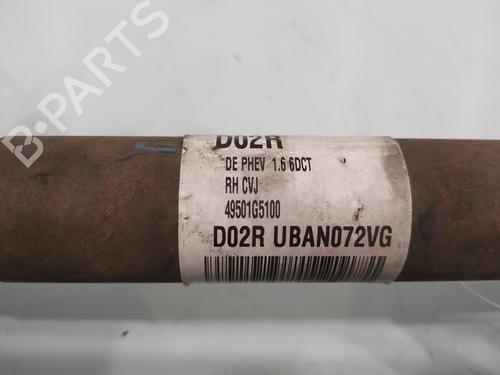 D02R
DE PHEV 1.6 6DCT
RH CVJ
49501G5100
D02R UBAN072VG
B-PARTS